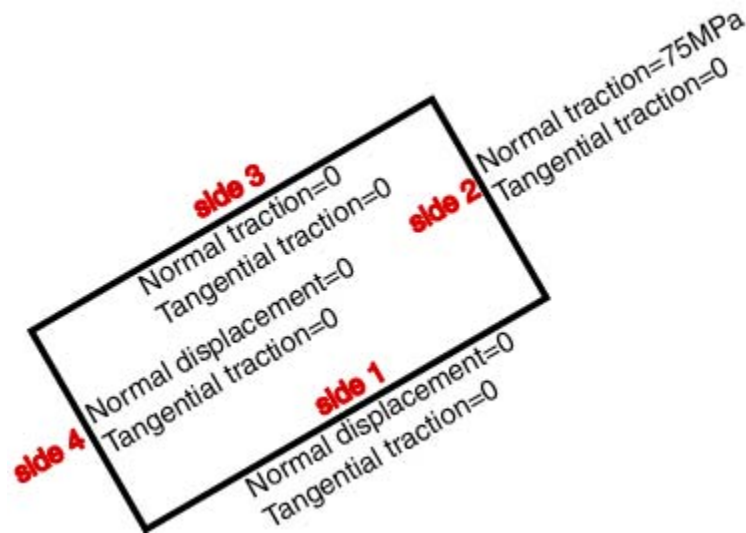 side 3
Normal traction=0
Tangential traction=0
Normal traction=75MPa
Tangential traction=0
side 2
Normal displacement=0
Tangential traction=0
side 4
side 1
Normal displacement=0
Tangential traction=0